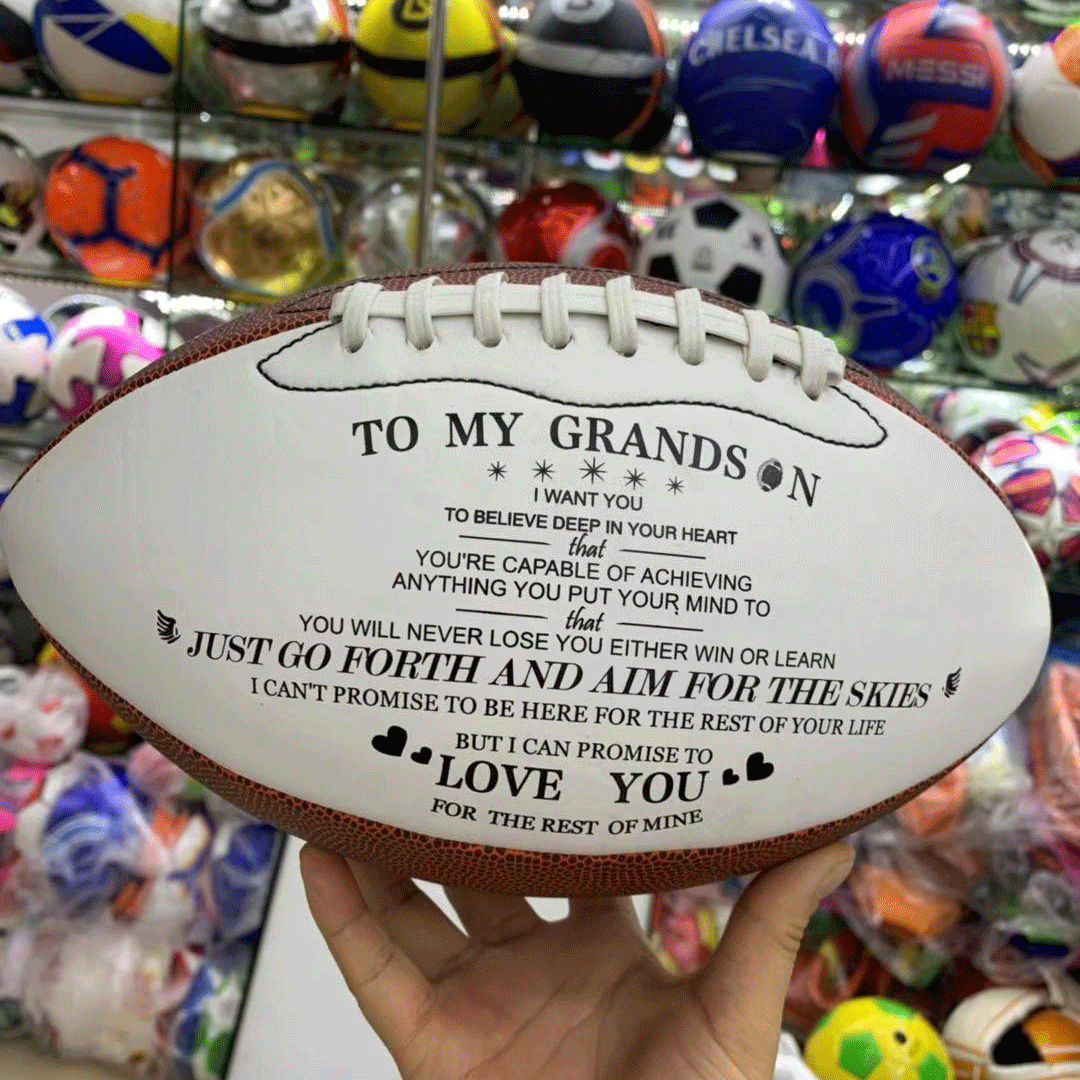 CHELSEA
MESSI
TO MY GRANDSON
I WANT YOU
TO BELIEVE DEEP IN YOUR HEART
that
YOU'RE CAPABLE OF ACHIEVING
ANYTHING YOU PUT YOUR MIND TO
that
YOU WILL NEVER LOSE YOU EITHER WIN OR LEARN
JUST GO FORTH AND AIM FOR THE SKIES
I CAN'T PROMISE TO BE HERE FOR THE REST OF YOUR LIFE
BUT I CAN PROMISE TO
LOVE YOU
FOR THE REST OF MINE